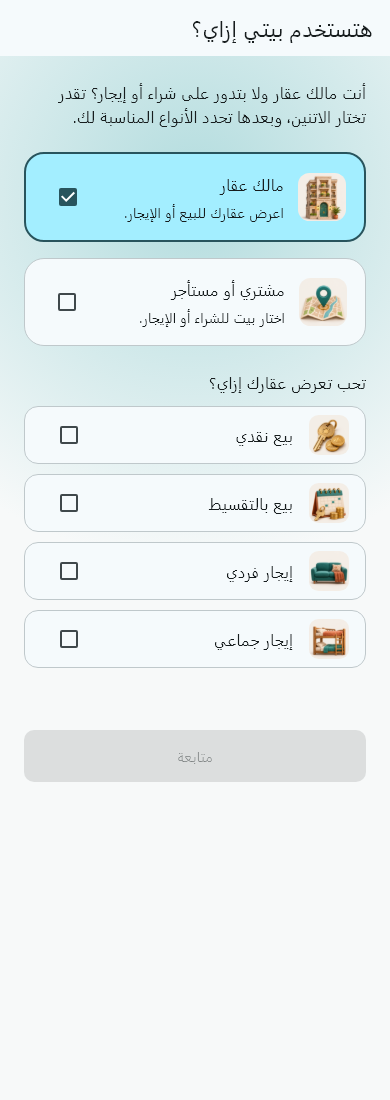 هتستخدم بيتي إزاي؟
أنت مالك عقار ولا بتدور على شراء أو إيجار؟ تقدر
تختار الاتنين، وبعدها تحدد الأنواع المناسبة لك.
مالك عقار
اعرض عقارك للبيع أو الإيجار.
مشتري أو مستأجر
اختار بيت للشراء أو الإيجار.
تحب تعرض عقارك إزاي؟
بيع نقدي
بيع بالتقسيط
إيجار فردي
إيجار جماعي
متابعة